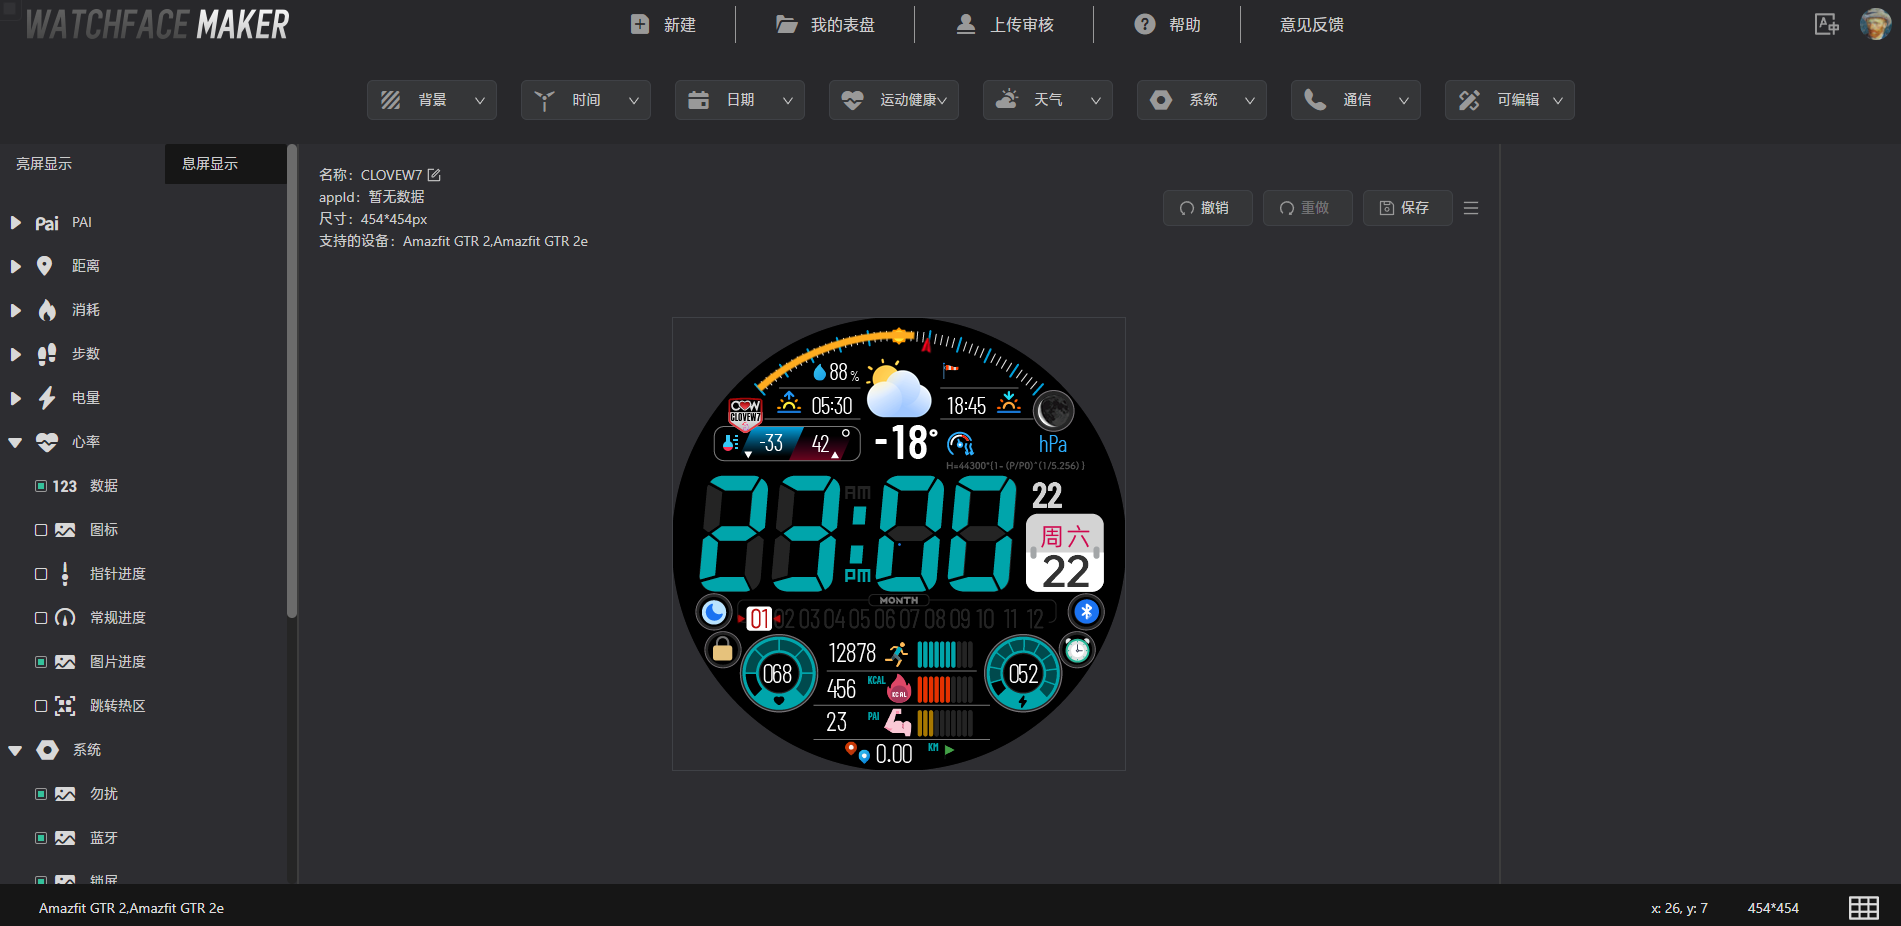 WATCHFACE MAKER
新建
我的表盘
上传审核
帮助
意见反馈
背景
时间
日期
运动健康
天气
系统
通信
可编辑
亮屏显示
息屏显示
PAI PAI
距离
消耗
步数
电量
心率
123 数据
图标
指针进度
常规进度
图片进度
跳转热区
系统
勿扰
蓝牙
锁屏
名称：CLOVEW7
appId：暂无数据
尺寸：454*454px
支持的设备：Amazfit GTR 2,Amazfit GTR 2e
撤销
重做
保存
88 %
05:30
18:45
CLOVEW7
-33
42 °
-18°
hPa
H=44300*(1- (P/P0)^(1/5.256) )
AM
23:00
PM
22
周六
22
MONTH
01 02 03 04 05 06 07 08 09 10 11 12
12878
068
052
456 KCAL KCAL
23 PAI
0.00 KM
Amazfit GTR 2,Amazfit GTR 2e
x: 26, y: 7
454*454